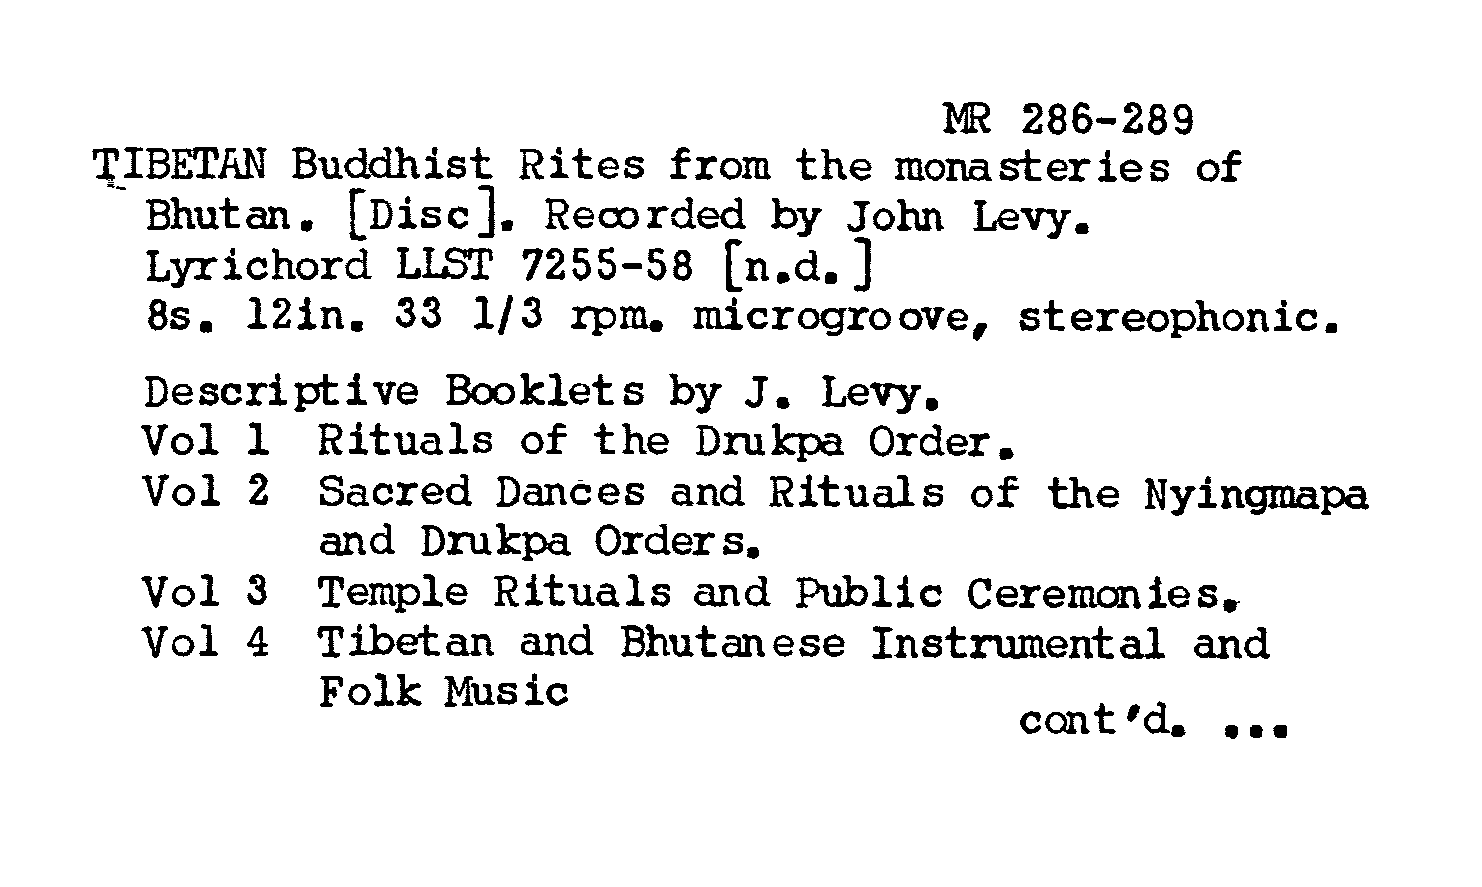 MR 286-289
TIBETAN Buddhist Rites from the monasteries of
Bhutan. [Disc]. Recorded by John Levy.
Lyrichord LLST 7255-58 [n.d.]
8s. 12in. 33 1/3 rpm. microgroove, stereophonic.
Descriptive Booklets by J. Levy.
Vol 1 Rituals of the Drukpa Order.
Vol 2 Sacred Dances and Rituals of the Nyingmapa
and Drukpa Orders.
Vol 3 Temple Rituals and Public Ceremonies.
Vol 4 Tibetan and Bhutanese Instrumental and
Folk Music
cont'd. ...